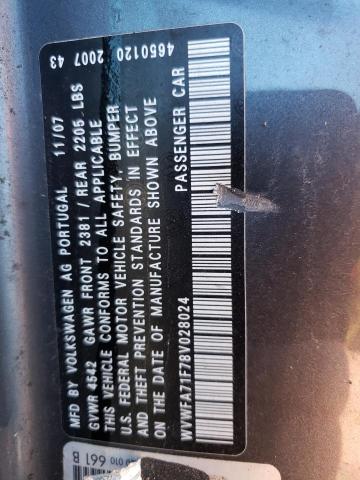 4650120 2007 43
MFD BY VOLKSWAGEN AG PORTUGAL 11/07
GVWR 4542 GAWR FRONT 2381 / REAR 2205 LBS
THIS VEHICLE CONFORMS TO ALL APPLICABLE
U.S. FEDERAL MOTOR VEHICLE SAFETY, BUMPER
AND THEFT PREVENTION STANDARDS IN EFFECT
ON THE DATE OF MANUFACTURE SHOWN ABOVE
WVWFA71F78V028024 PASSENGER CAR
010 661 B